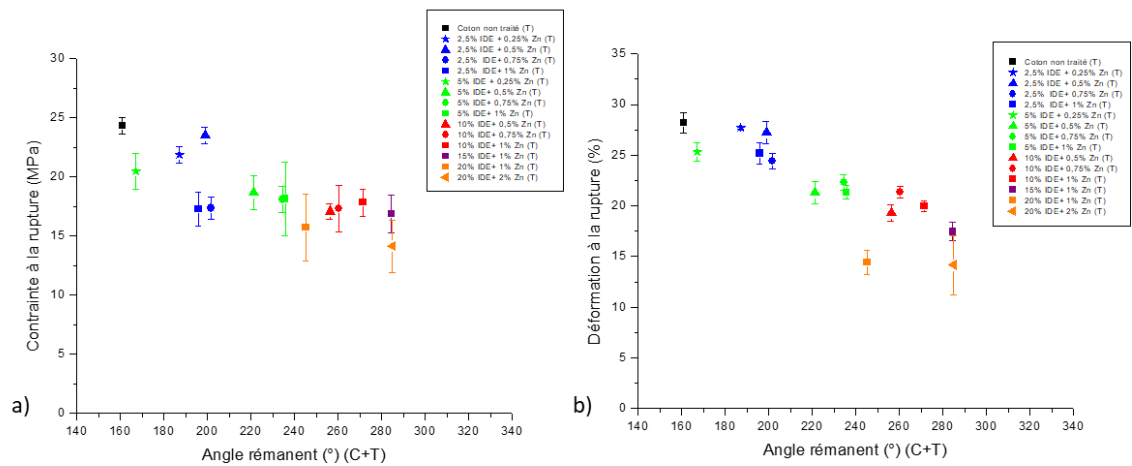 Coton non traité (T)
2,5% IDE + 0,25% Zn (T)
2,5% IDE + 0,5% Zn (T)
2,5% IDE+ 0,75% Zn (T)
2,5% IDE+ 1% Zn (T)
5% IDE + 0,25% Zn (T)
5% IDE+ 0,5% Zn (T)
5% IDE+ 0,75% Zn (T)
5% IDE+ 1% Zn (T)
10% IDE+ 0,5% Zn (T)
10% IDE+ 0,75% Zn (T)
10% IDE+ 1% Zn (T)
15% IDE+ 1% Zn (T)
20% IDE+ 1% Zn (T)
20% IDE+ 2% Zn (T)
30
25
20
15
10
5
0
Contrainte à la rupture (MPa)
140 160 180 200 220 240 260 280 300 320 340
Angle rémanent (°) (C+T)
a)
Coton non traité (T)
2,5% IDE + 0,25% Zn (T)
2,5% IDE + 0,5% Zn (T)
2,5% IDE+ 0,75% Zn (T)
2,5% IDE+ 1% Zn (T)
5% IDE + 0,25% Zn (T)
5% IDE+ 0,5% Zn (T)
5% IDE+ 0,75% Zn (T)
5% IDE+ 1% Zn (T)
10% IDE+ 0,5% Zn (T)
10% IDE+ 0,75% Zn (T)
10% IDE+ 1% Zn (T)
15% IDE+ 1% Zn (T)
20% IDE+ 1% Zn (T)
20% IDE+ 2% Zn (T)
35
30
25
20
15
10
5
0
Déformation à la rupture (%)
140 160 180 200 220 240 260 280 300 320 340
Angle rémanent (°) (C+T)
b)